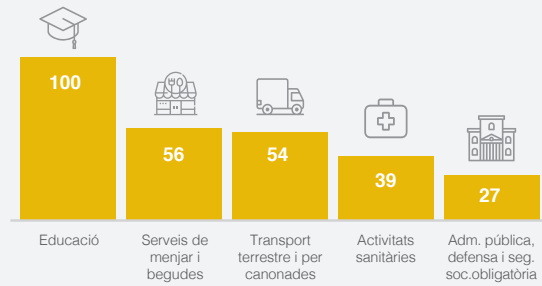 100
56
54
39
27
Educació
Serveis de
menjar i
begudes
Transport
terrestre i per
canonades
Activitats
sanitàries
Adm. pública,
defensa i seg.
soc.obligatòria